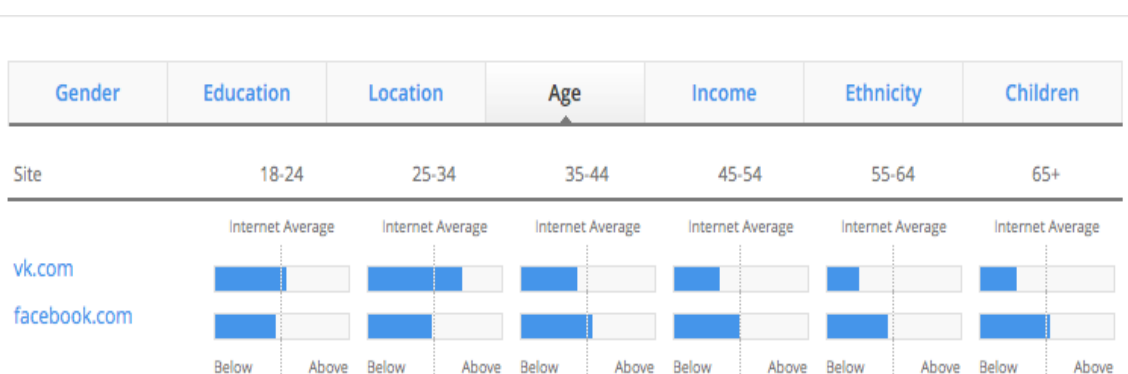 Gender Education Location Age Income Ethnicity Children
Site 18-24 25-34 35-44 45-54 55-64 65+
Internet Average Internet Average Internet Average Internet Average Internet Average Internet Average
vk.com
facebook.com
Below Above Below Above Below Above Below Above Below Above Below Above